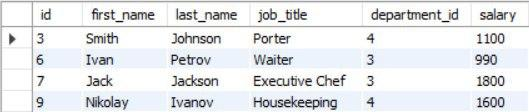 id first_name last_name job_title department_id salary
3 Smith Johnson Porter 4 1100
6 Ivan Petrov Waiter 3 990
7 Jack Jackson Executive Chef 3 1800
9 Nikolay Ivanov Housekeeping 4 1600